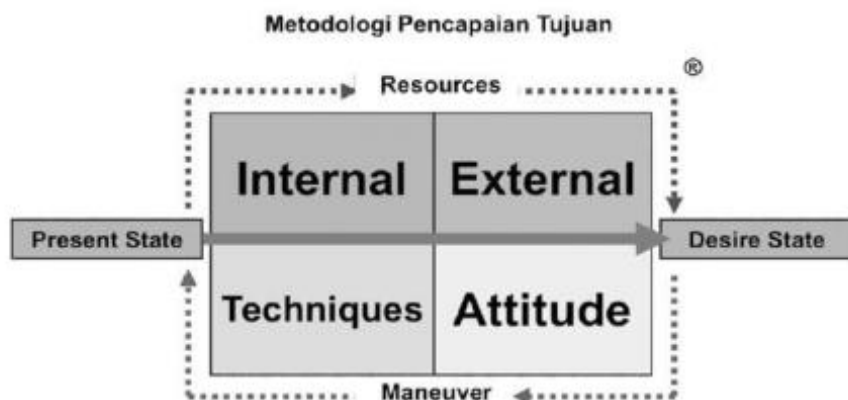 Metodologi Pencapaian Tujuan
®
Resources
Internal
External
Present State
Desire State
Techniques
Attitude
Maneuver